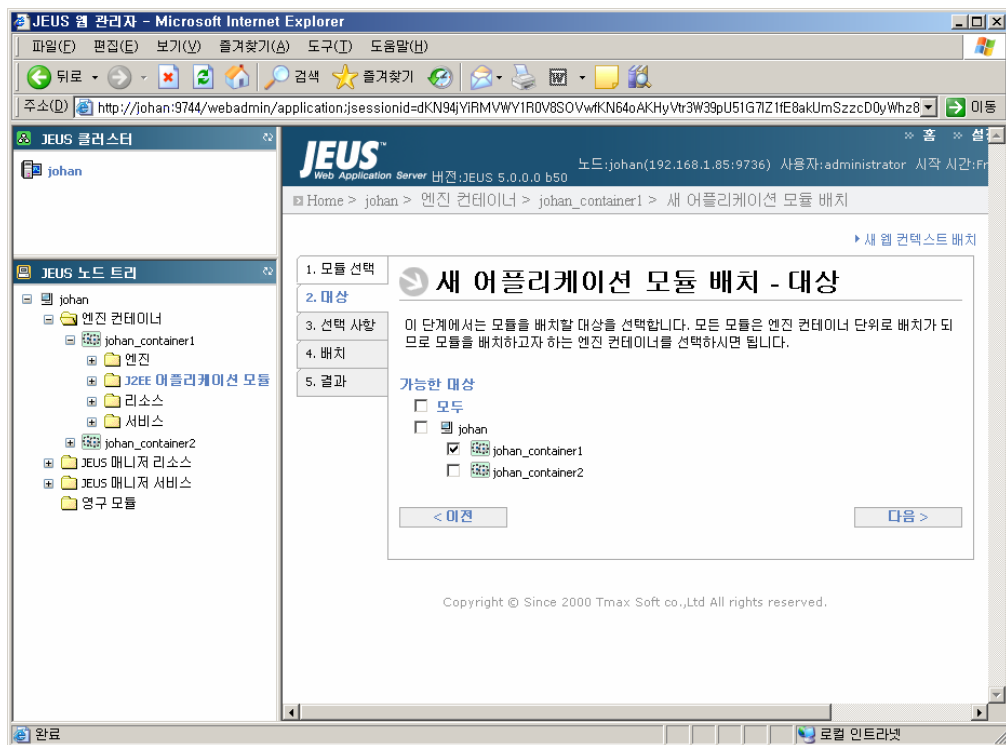 JEUS 웹 관리자 - Microsoft Internet Explorer
파일(F) 편집(E) 보기(V) 즐겨찾기(A) 도구(T) 도움말(H)
뒤로 검색 즐겨찾기
주소(D) http://johan:9744/webadmin/application;jsessionid=dKN94jYiRMVWY1R0V8SOVwfKN64oAKHyVtr3W39pU51G7IZ1fE8akUmSzzcD0yWhz8 이동
JEUS 클러스터
johan
JEUS 노드 트리
johan
엔진 컨테이너
johan_container1
엔진
J2EE 어플리케이션 모듈
리소스
서비스
johan_container2
JEUS 매니저 리소스
JEUS 매니저 서비스
영구 모듈
» 홈 » 설
JEUS™
Web Application Server 버전:JEUS 5.0.0.0 b50
노드:johan(192.168.1.85:9736) 사용자:administrator 시작 시간:Fr
Home > johan > 엔진 컨테이너 > johan_container1 > 새 어플리케이션 모듈 배치
새 웹 컨텍스트 배치
1. 모듈 선택
2. 대상
3. 선택 사항
4. 배치
5. 결과
새 어플리케이션 모듈 배치 - 대상
이 단계에서는 모듈을 배치할 대상을 선택합니다. 모든 모듈은 엔진 컨테이너 단위로 배치가 되
므로 모듈을 배치하고자 하는 엔진 컨테이너를 선택하시면 됩니다.
가능한 대상
모두
johan
johan_container1
johan_container2
< 이전
다음 >
Copyright © Since 2000 Tmax Soft co.,Ltd All rights reserved.
완료
로컬 인트라넷